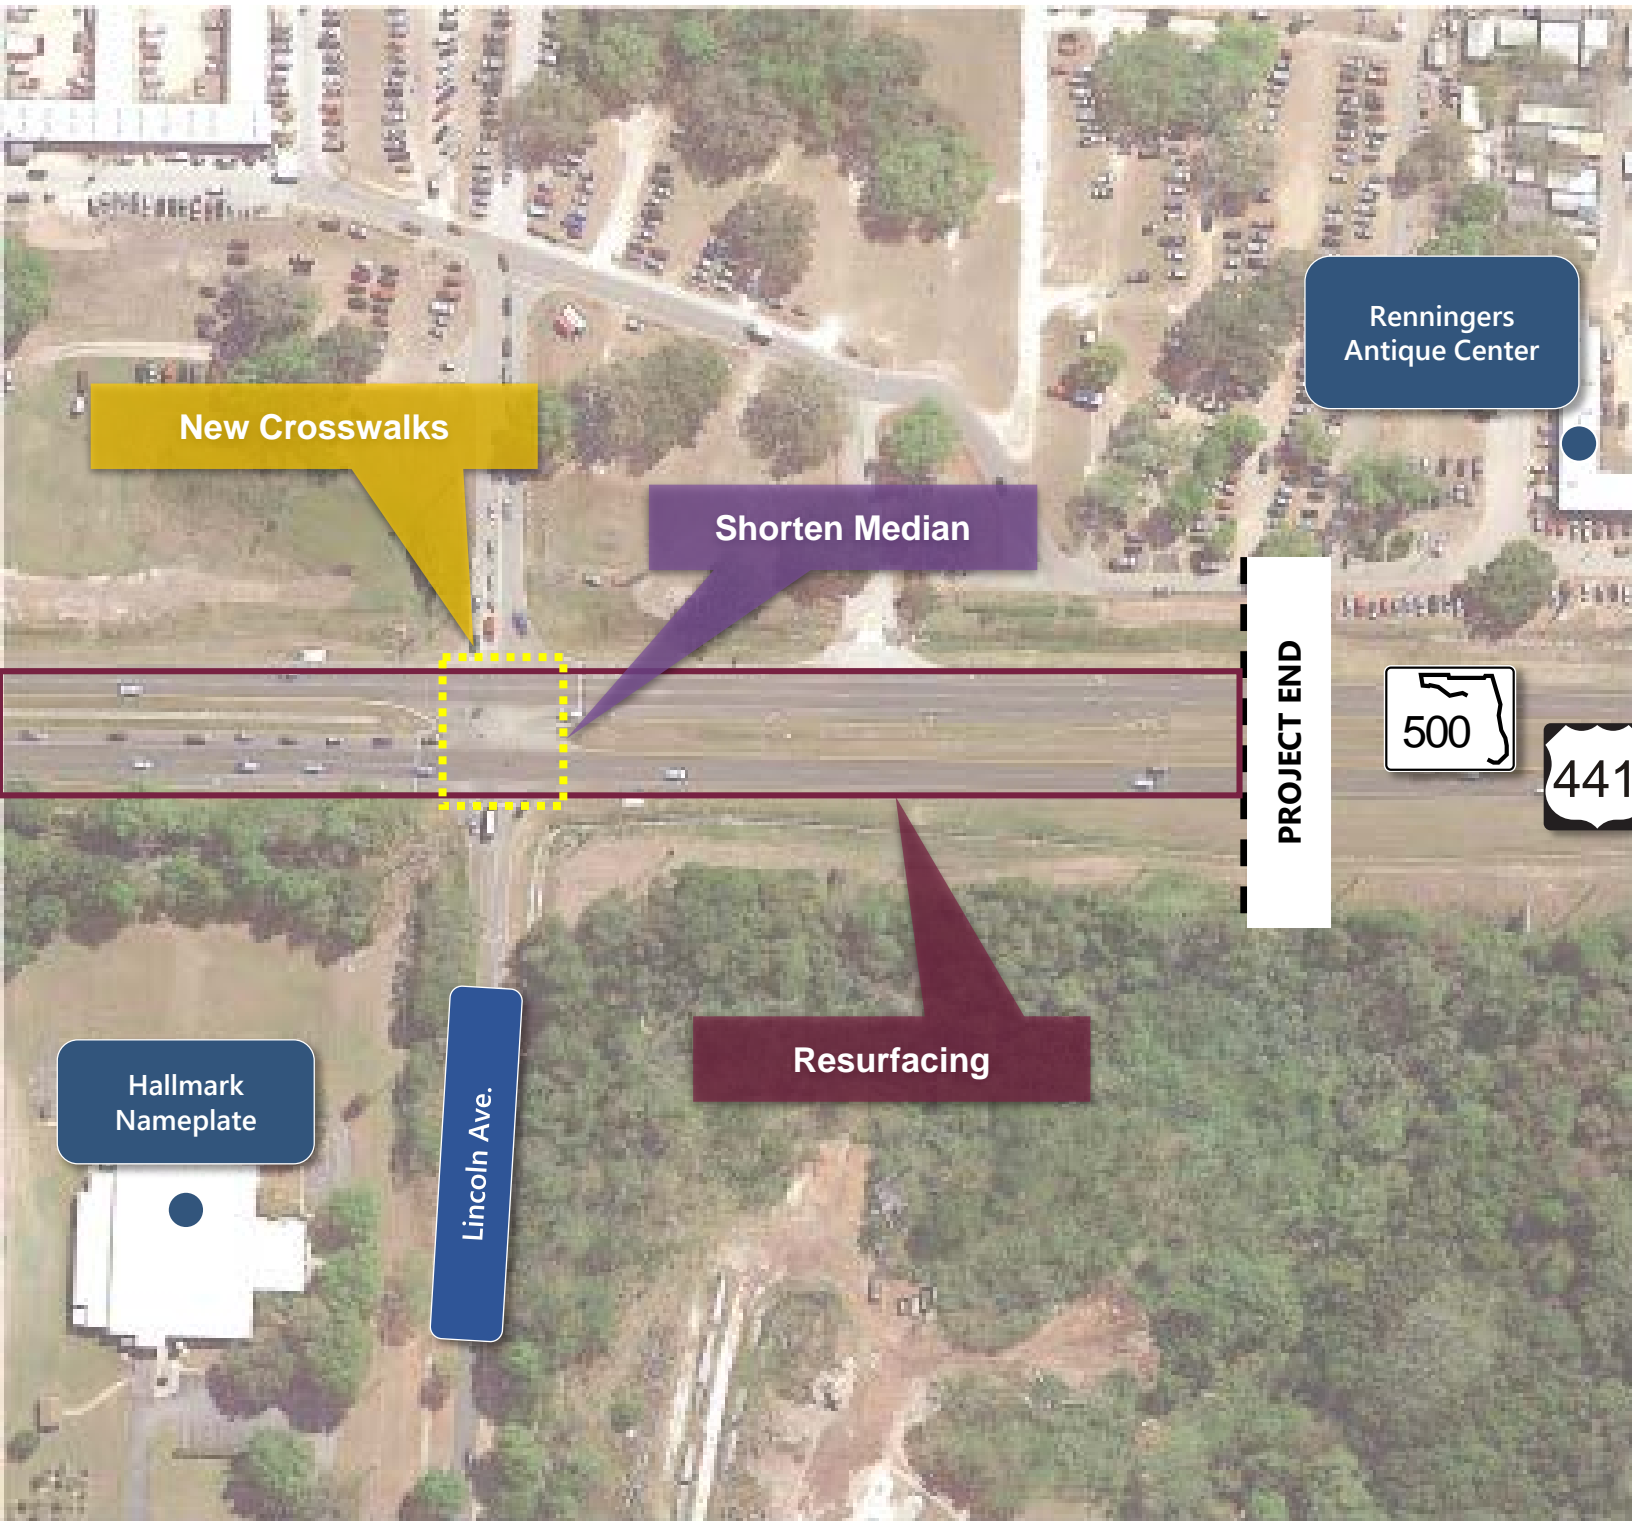 Renningers
Antique Center
New Crosswalks
Shorten Median
PROJECT END
500
441
Resurfacing
Hallmark
Nameplate
Lincoln Ave.